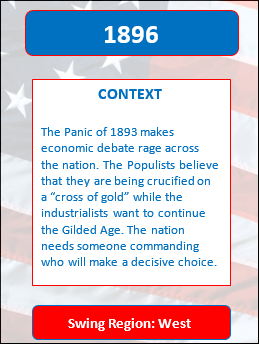 1896
CONTEXT
The Panic of 1893 makes
economic debate rage across
the nation. The Populists believe
that they are being crucified on
a “cross of gold” while the
industrialists want to continue
the Gilded Age. The nation
needs someone commanding
who will make a decisive choice.
Swing Region: West